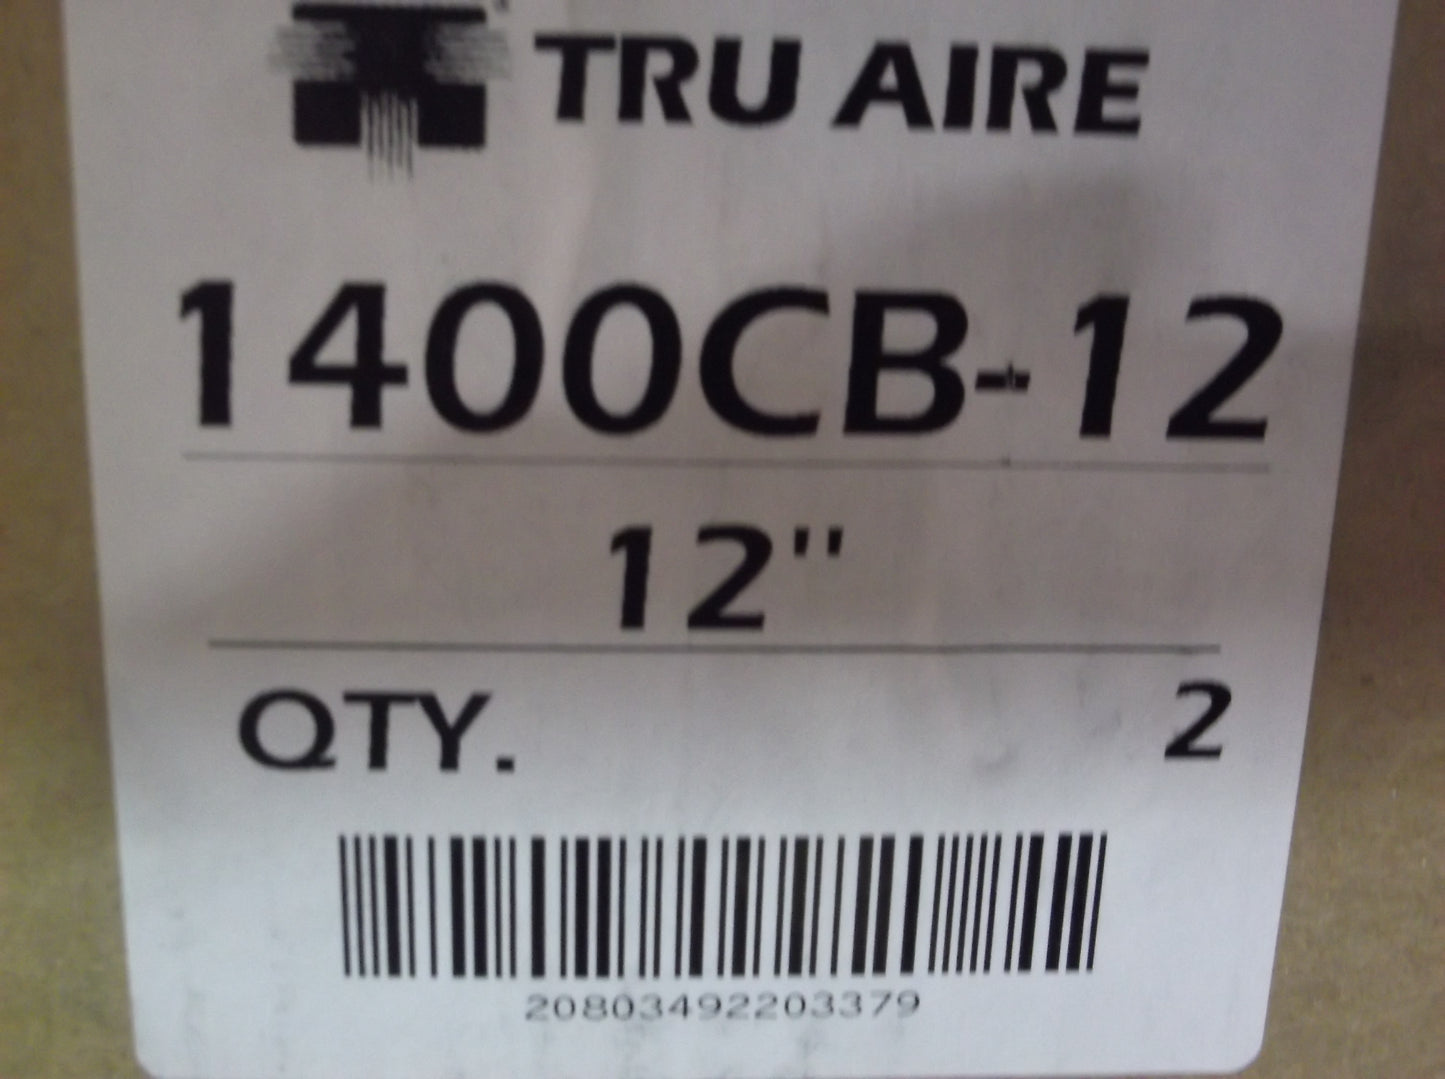 TRU AIRE
1400CB-12
12"
QTY. 2
20803492203379